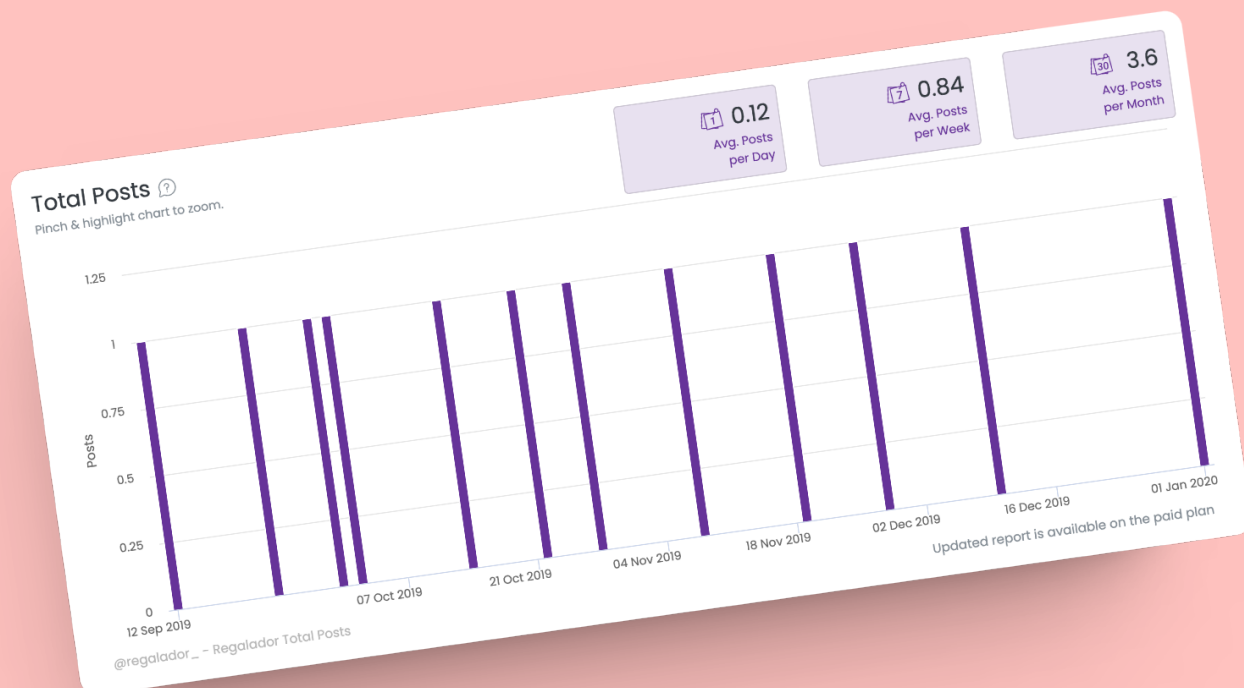 Total Posts
Pinch & highlight chart to zoom.
1 0.12
Avg. Posts
per Day
7 0.84
Avg. Posts
per Week
30 3.6
Avg. Posts
per Month
1.25
1
0.75
0.5
0.25
0
Posts
12 Sep 2019
07 Oct 2019
21 Oct 2019
04 Nov 2019
18 Nov 2019
02 Dec 2019
16 Dec 2019
01 Jan 2020
Updated report is available on the paid plan
@regalador_ - Regalador Total Posts